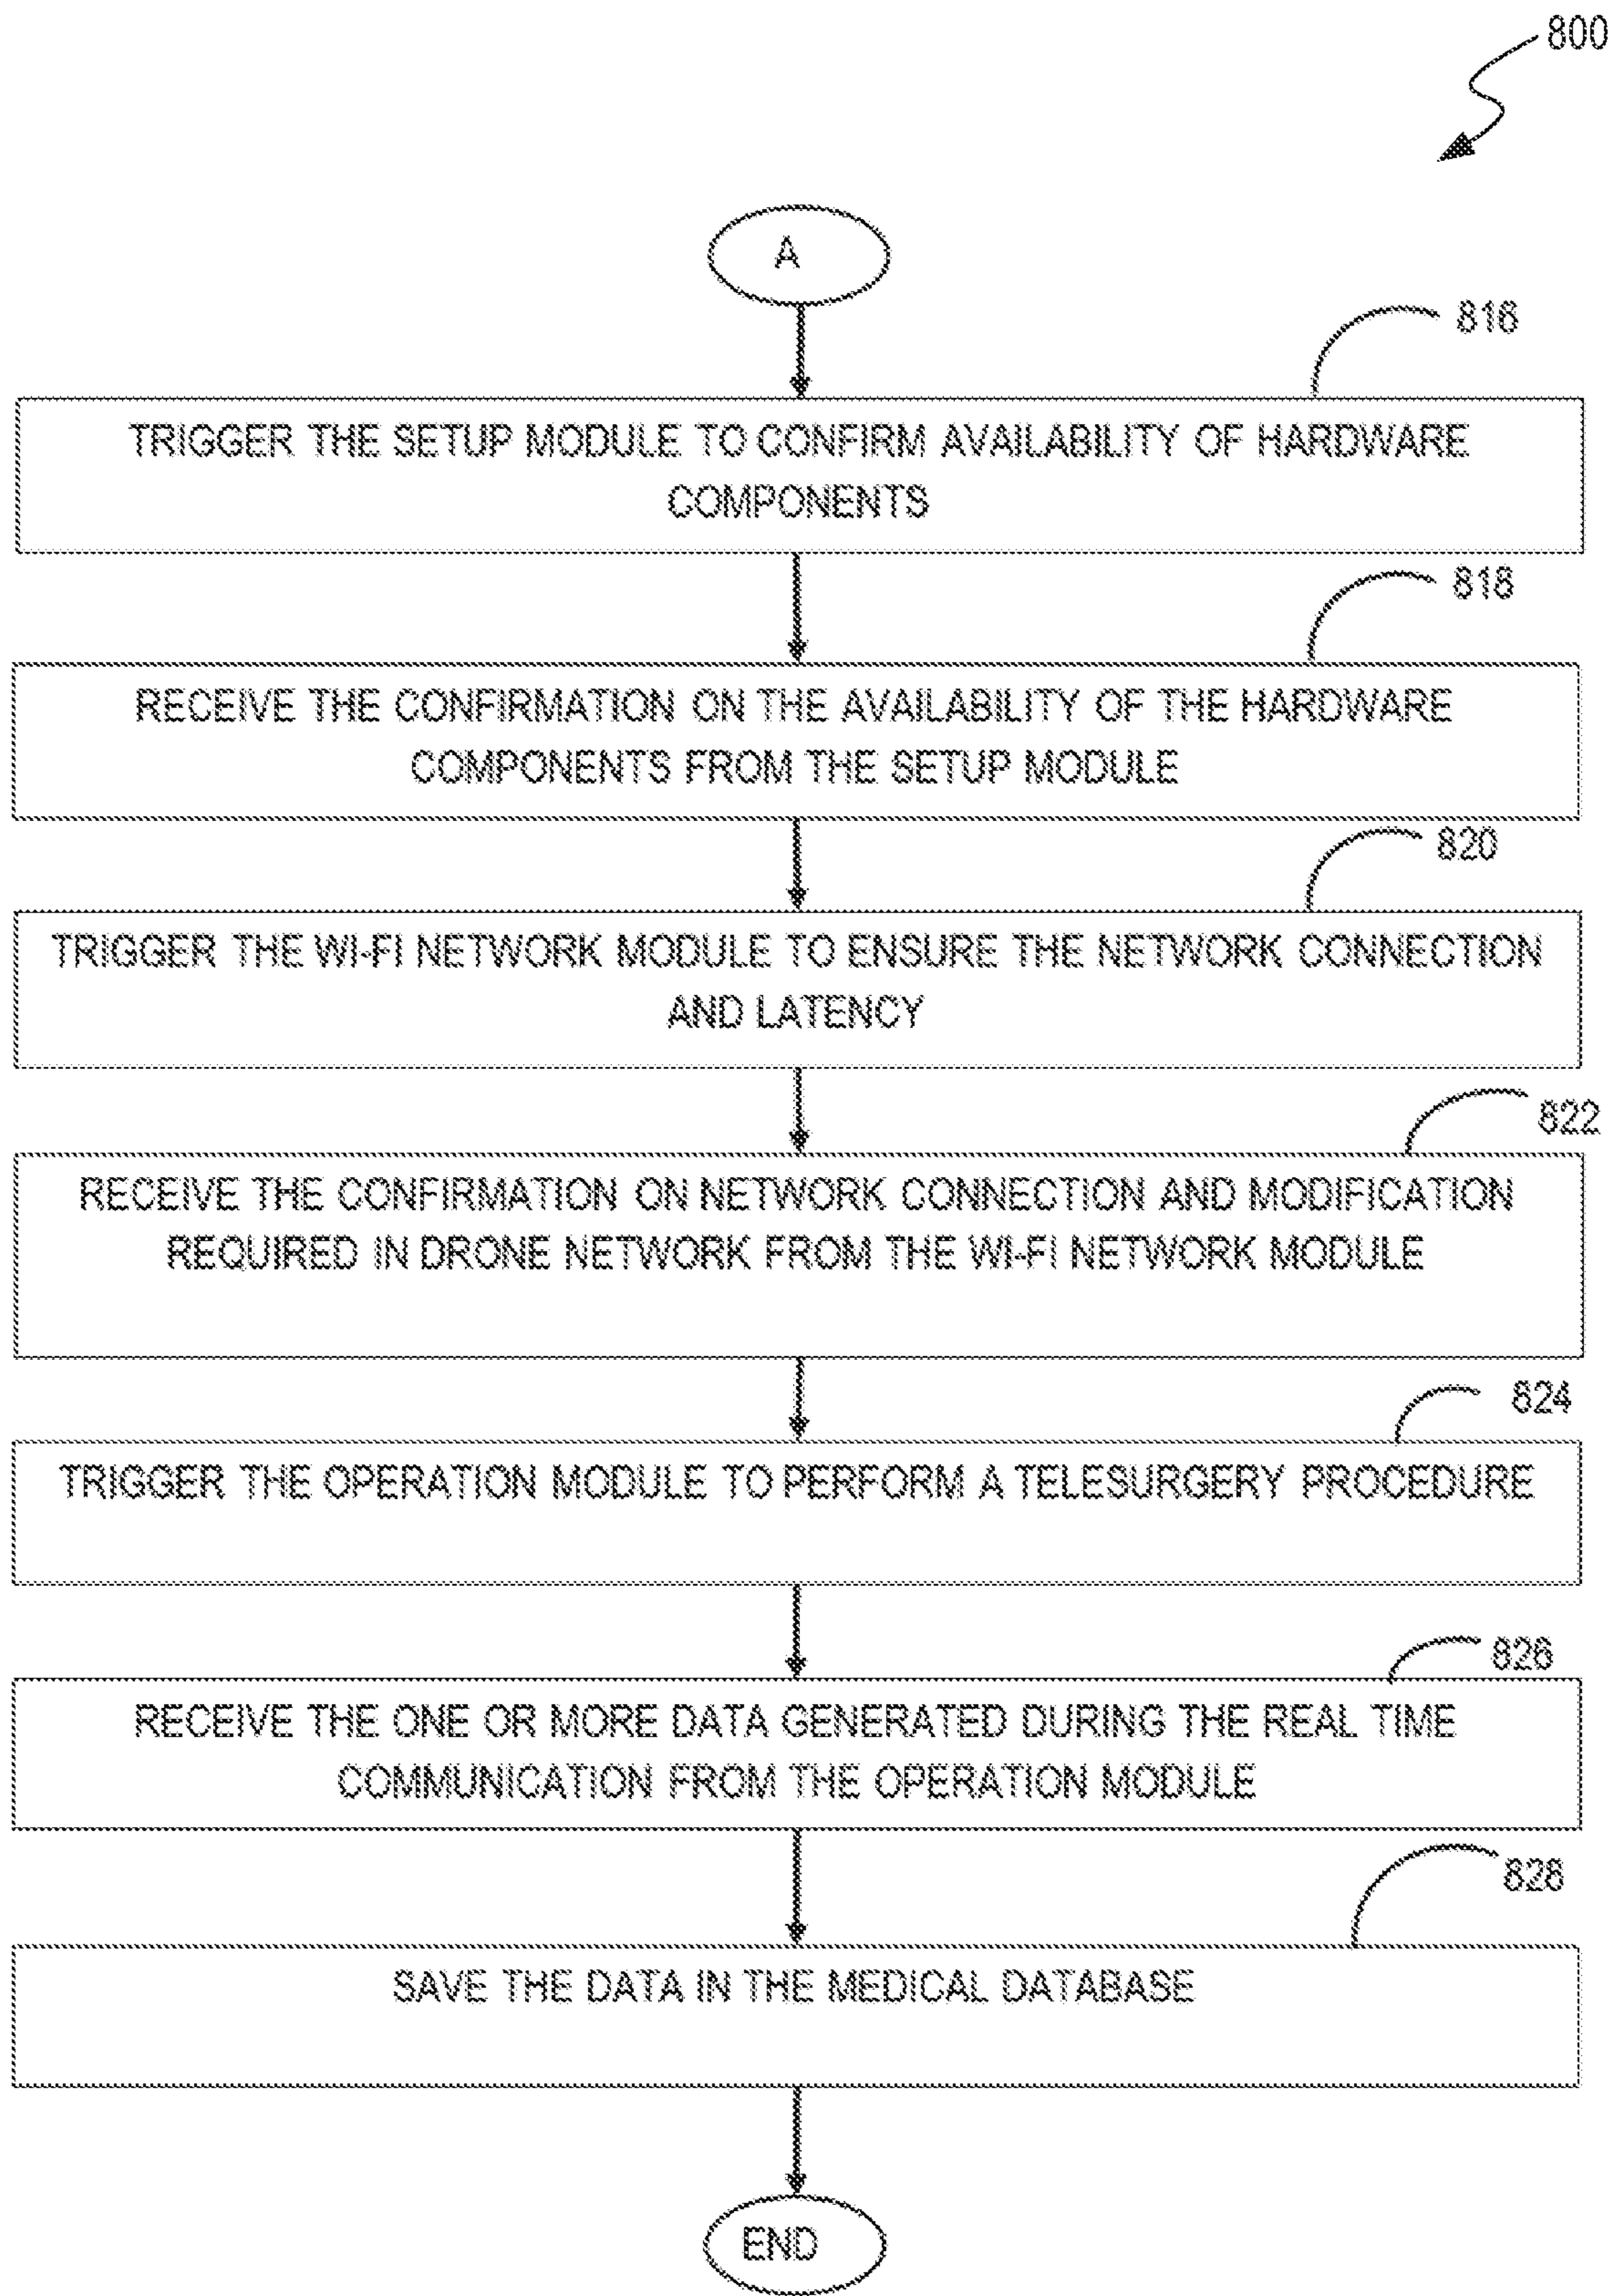 800
A
816
TRIGGER THE SETUP MODULE TO CONFIRM AVAILABILITY OF HARDWARE
COMPONENTS
818
RECEIVE THE CONFIRMATION ON THE AVAILABILITY OF THE HARDWARE
COMPONENTS FROM THE SETUP MODULE
820
TRIGGER THE WI-FI NETWORK MODULE TO ENSURE THE NETWORK CONNECTION
AND LATENCY
822
RECEIVE THE CONFIRMATION ON NETWORK CONNECTION AND MODIFICATION
REQUIRED IN DRONE NETWORK FROM THE WI-FI NETWORK MODULE
824
TRIGGER THE OPERATION MODULE TO PERFORM A TELESURGERY PROCEDURE
826
RECEIVE THE ONE OR MORE DATA GENERATED DURING THE REAL TIME
COMMUNICATION FROM THE OPERATION MODULE
828
SAVE THE DATA IN THE MEDICAL DATABASE
END